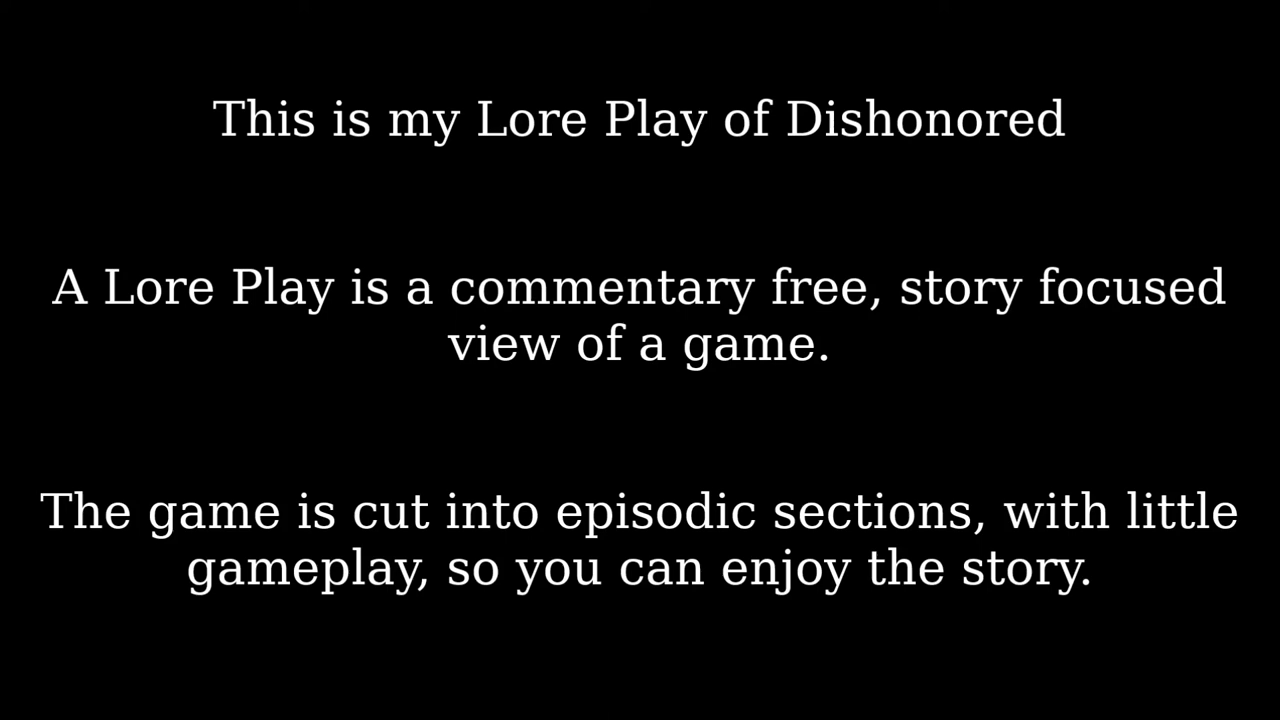 This is my Lore Play of Dishonored
A Lore Play is a commentary free, story focused
view of a game.
The game is cut into episodic sections, with little
gameplay, so you can enjoy the story.